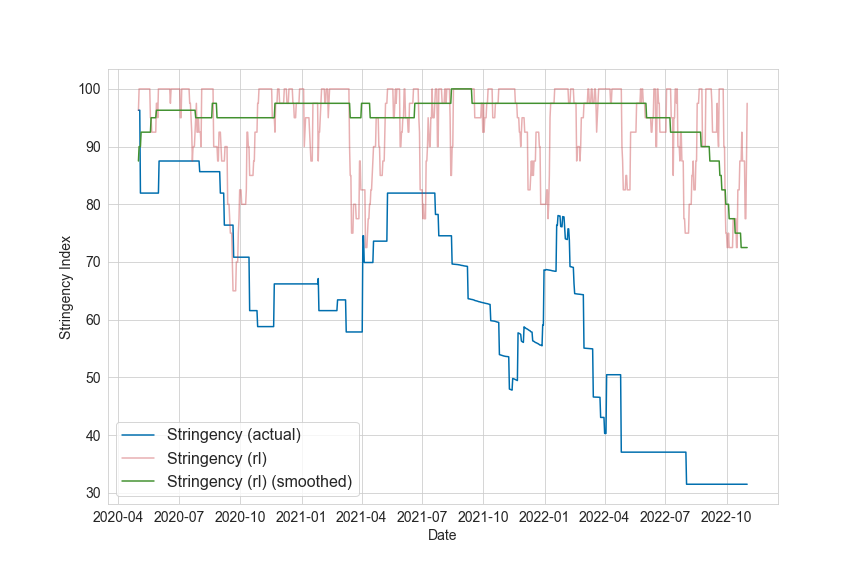 100
90
80
70
60
50
40
30
Stringency Index
Stringency (actual)
Stringency (rl)
Stringency (rl) (smoothed)
2020-04 2020-07 2020-10 2021-01 2021-04 2021-07 2021-10 2022-01 2022-04 2022-07 2022-10
Date